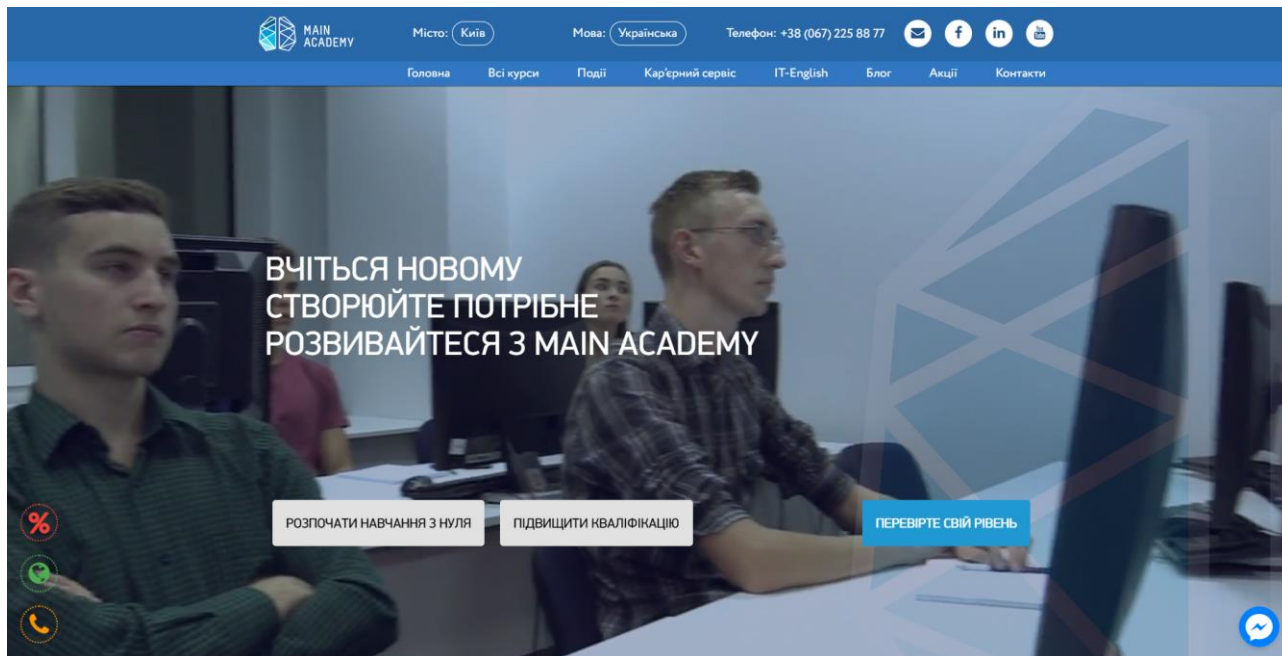 MAIN
ACADEMY
Місто: Київ
Мова: Українська
Телефон: +38 (067) 225 88 77
Головна Всі курси Події Кар'єрний сервіс IT-English Блог Акції Контакти
ВЧІТЬСЯ НОВОМУ
СТВОРЮЙТЕ ПОТРІБНЕ
РОЗВИВАЙТЕСЯ З MAIN ACADEMY
РОЗПОЧАТИ НАВЧАННЯ З НУЛЯ
ПІДВИЩИТИ КВАЛІФІКАЦІЮ
ПЕРЕВІРТЕ СВІЙ РІВЕНЬ